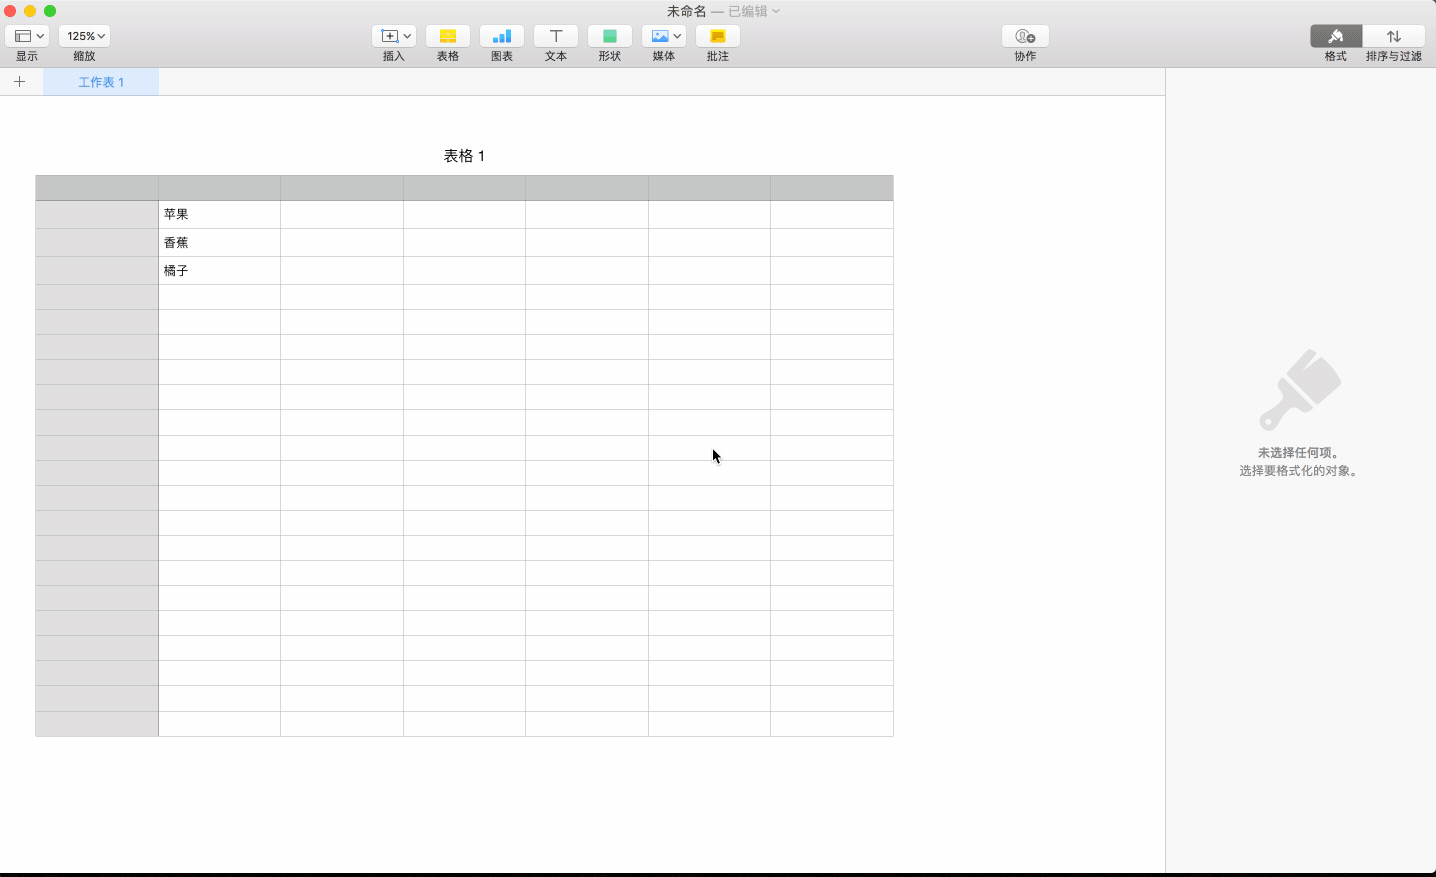 未命名 — 已编辑
125%
显示 缩放 插入 表格 图表 文本 形状 媒体 批注 协作 格式 排序与过滤
工作表 1
表格 1
苹果
香蕉
橘子
未选择任何项。
选择要格式化的对象。